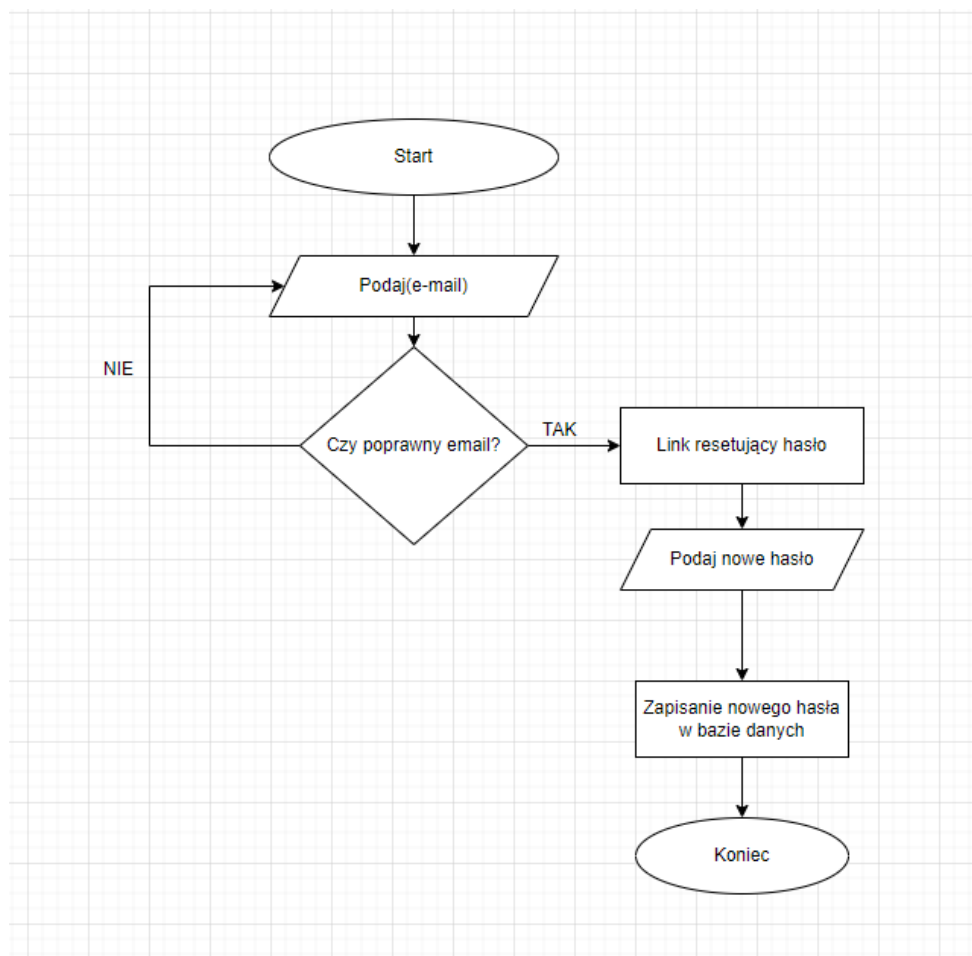 Start
Podaj(e-mail)
NIE
Czy poprawny email?
TAK
Link resetujący hasło
Podaj nowe hasło
Zapisanie nowego hasła
w bazie danych
Koniec